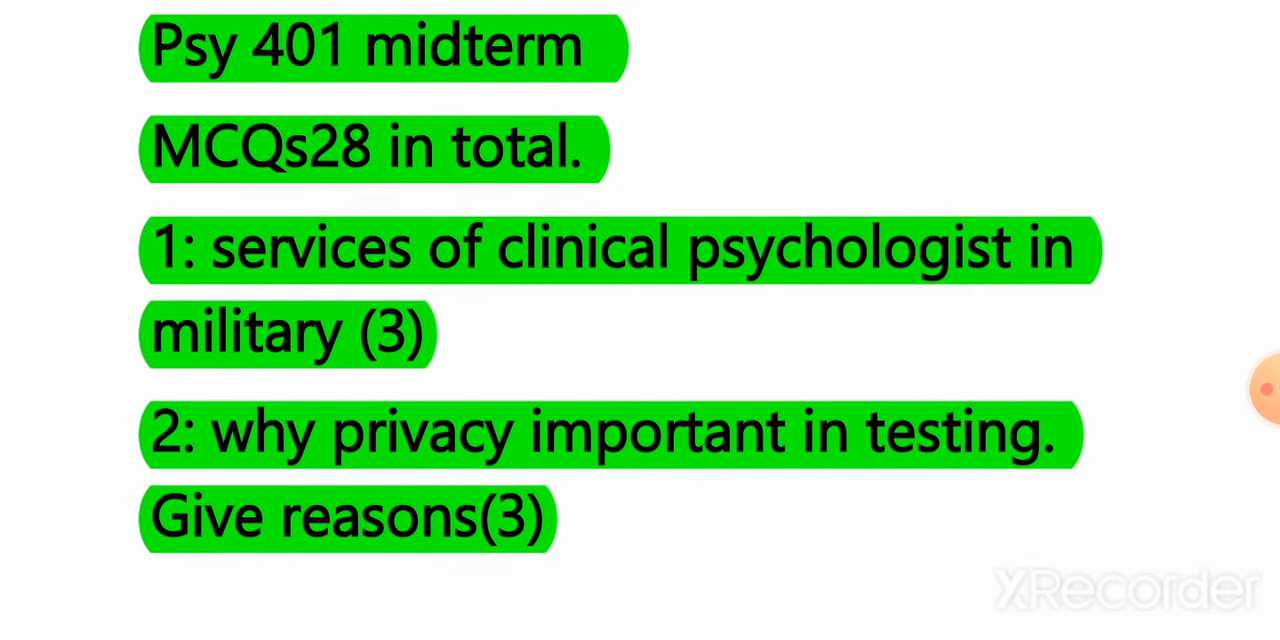 Psy 401 midterm
MCQs28 in total.
1: services of clinical psychologist in
military (3)
2: why privacy important in testing.
Give reasons(3)
XRecorder